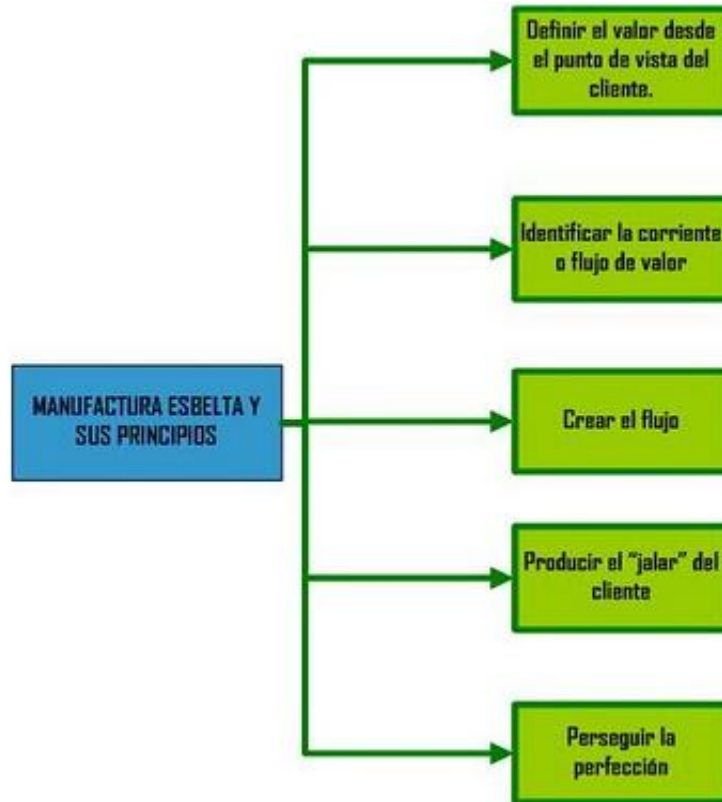 Definir el valor desde
el punto de vista del
cliente.
Identificar la corriente
o flujo de valor
MANUFACTURA ESBELTA Y
SUS PRINCIPIOS
Crear el flujo
Producir el “jalar” del
cliente
Perseguir la
perfección